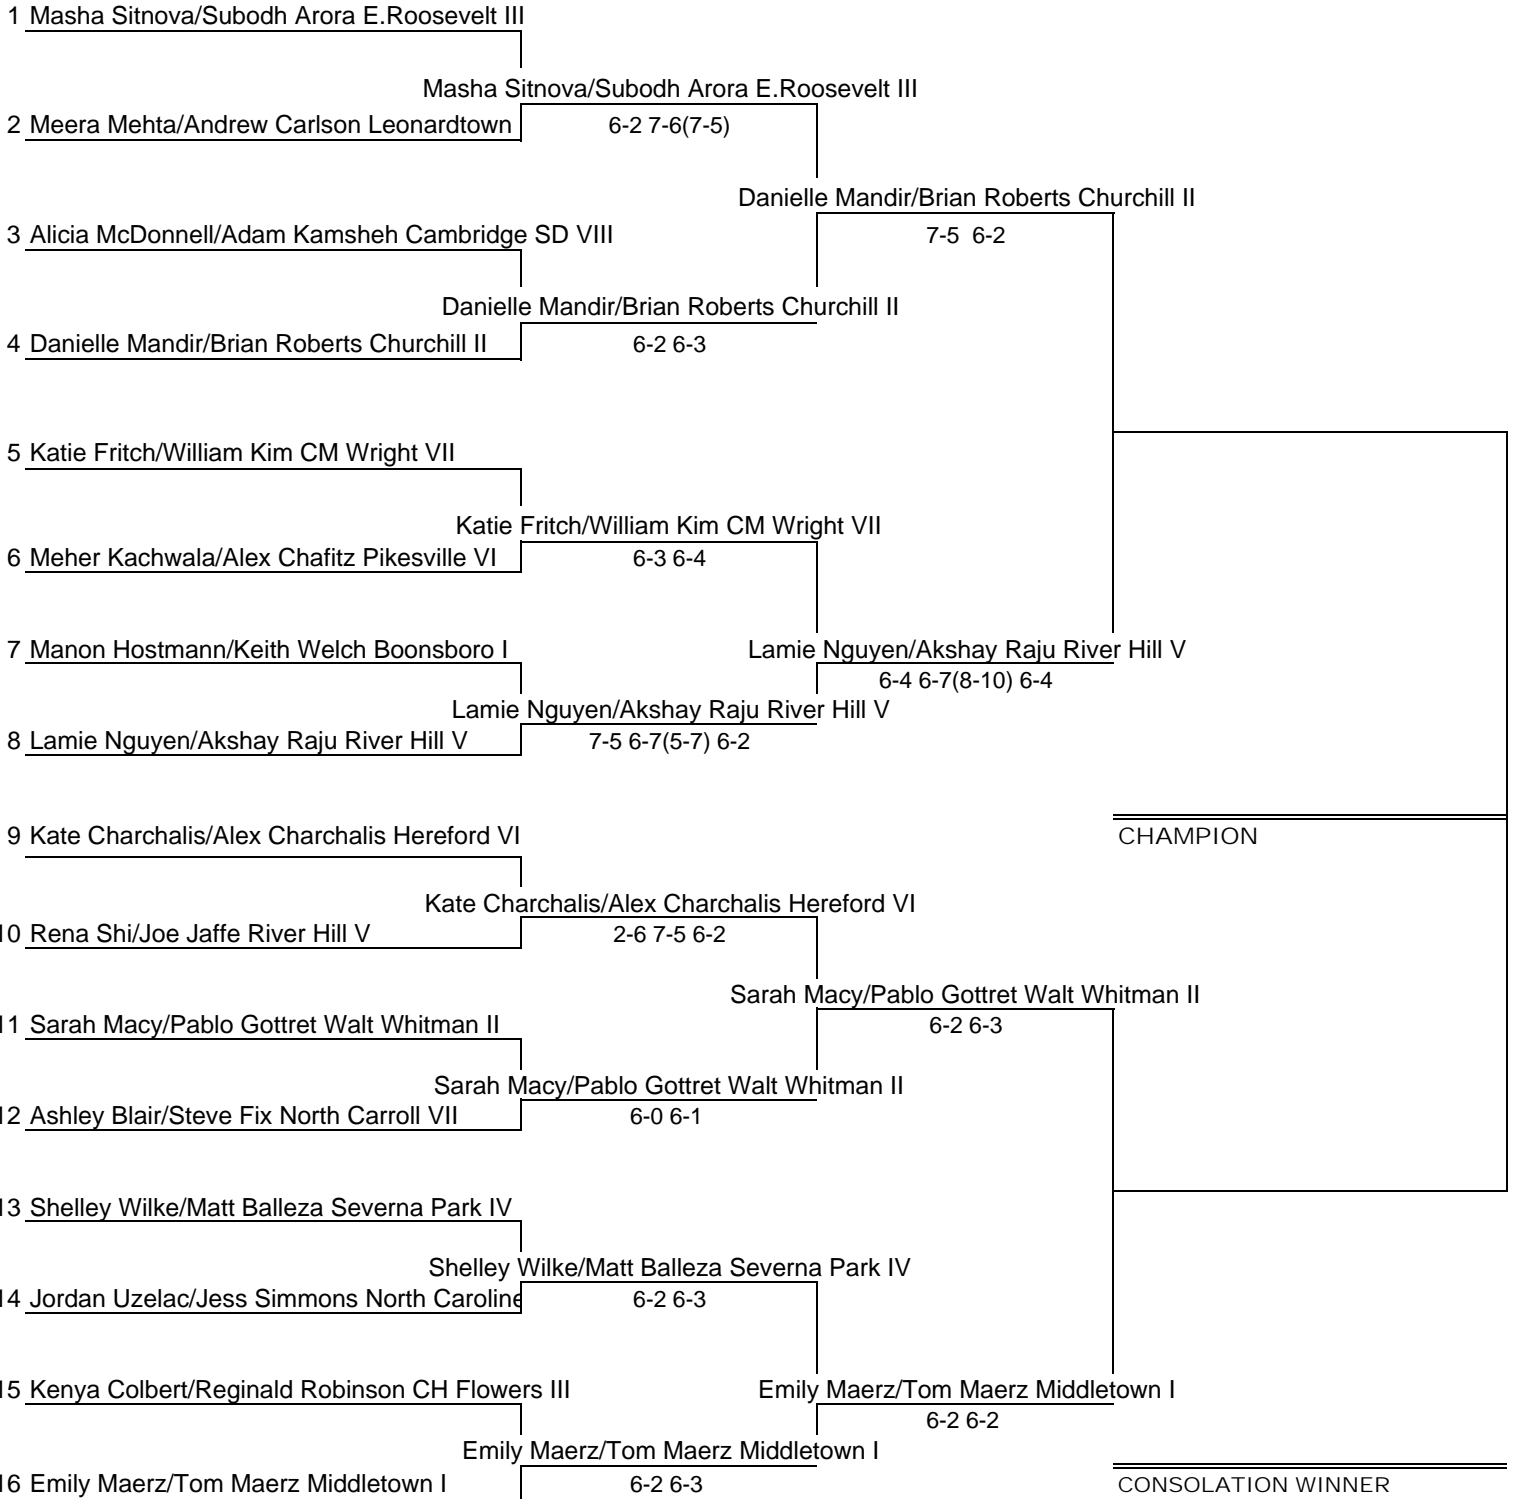 1 Masha Sitnova/Subodh Arora E.Roosevelt III
Masha Sitnova/Subodh Arora E.Roosevelt III
2 Meera Mehta/Andrew Carlson Leonardtown
6-2 7-6(7-5)
Danielle Mandir/Brian Roberts Churchill II
3 Alicia McDonnell/Adam Kamsheh Cambridge SD VIII
7-5 6-2
Danielle Mandir/Brian Roberts Churchill II
4 Danielle Mandir/Brian Roberts Churchill II
6-2 6-3
5 Katie Fritch/William Kim CM Wright VII
Katie Fritch/William Kim CM Wright VII
6 Meher Kachwala/Alex Chafitz Pikesville VI
6-3 6-4
7 Manon Hostmann/Keith Welch Boonsboro I
Lamie Nguyen/Akshay Raju River Hill V
6-4 6-7(8-10) 6-4
Lamie Nguyen/Akshay Raju River Hill V
8 Lamie Nguyen/Akshay Raju River Hill V
7-5 6-7(5-7) 6-2
9 Kate Charchalis/Alex Charchalis Hereford VI
CHAMPION
Kate Charchalis/Alex Charchalis Hereford VI
10 Rena Shi/Joe Jaffe River Hill V
2-6 7-5 6-2
Sarah Macy/Pablo Gottret Walt Whitman II
11 Sarah Macy/Pablo Gottret Walt Whitman II
6-2 6-3
Sarah Macy/Pablo Gottret Walt Whitman II
12 Ashley Blair/Steve Fix North Carroll VII
6-0 6-1
13 Shelley Wilke/Matt Balleza Severna Park IV
Shelley Wilke/Matt Balleza Severna Park IV
14 Jordan Uzelac/Jess Simmons North Caroline
6-2 6-3
15 Kenya Colbert/Reginald Robinson CH Flowers III
Emily Maerz/Tom Maerz Middletown I
6-2 6-2
Emily Maerz/Tom Maerz Middletown I
16 Emily Maerz/Tom Maerz Middletown I
6-2 6-3
CONSOLATION WINNER